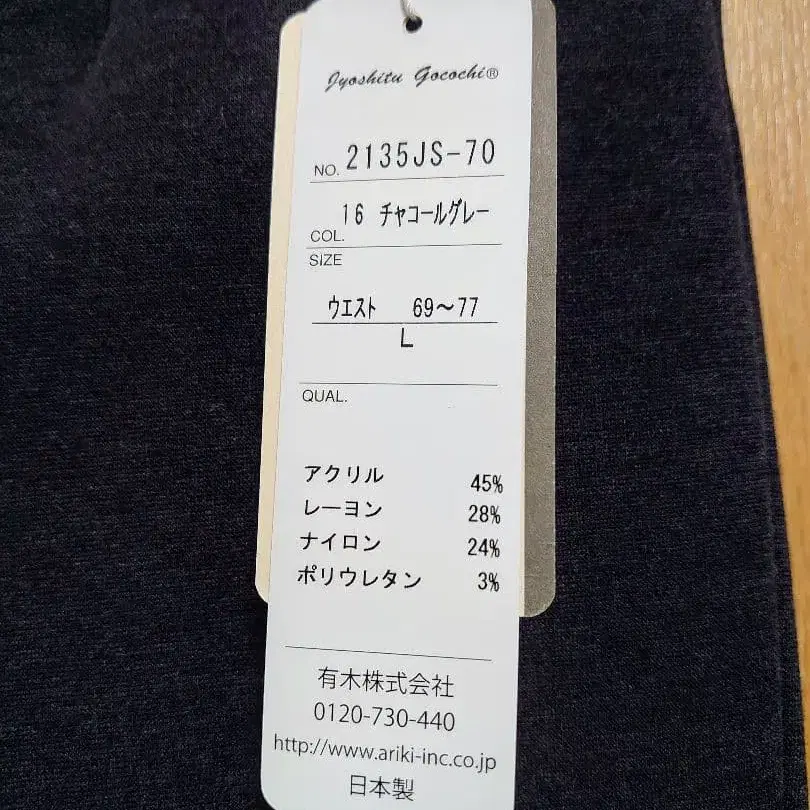 Jyoshitu Gocochi®
NO. 2135JS-70
COL. 16 チャコールグレー
SIZE
ウエスト 69～77
L
QUAL.
アクリル 45%
レーヨン 28%
ナイロン 24%
ポリウレタン 3%
有木株式会社
0120-730-440
http://www.ariki-inc.co.jp
日本製